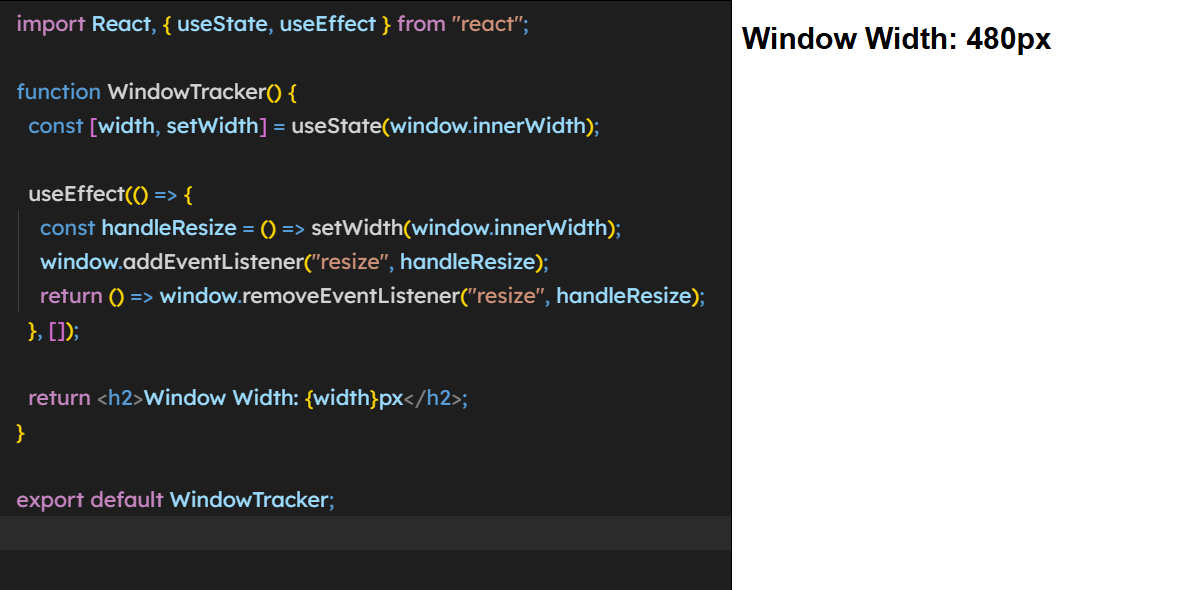 import React, { useState, useEffect } from "react";
function WindowTracker() {
const [width, setWidth] = useState(window.innerWidth);
useEffect(() => {
const handleResize = () => setWidth(window.innerWidth);
window.addEventListener("resize", handleResize);
return () => window.removeEventListener("resize", handleResize);
}, []);
return <h2>Window Width: {width}px</h2>;
}
export default WindowTracker;
Window Width: 480px